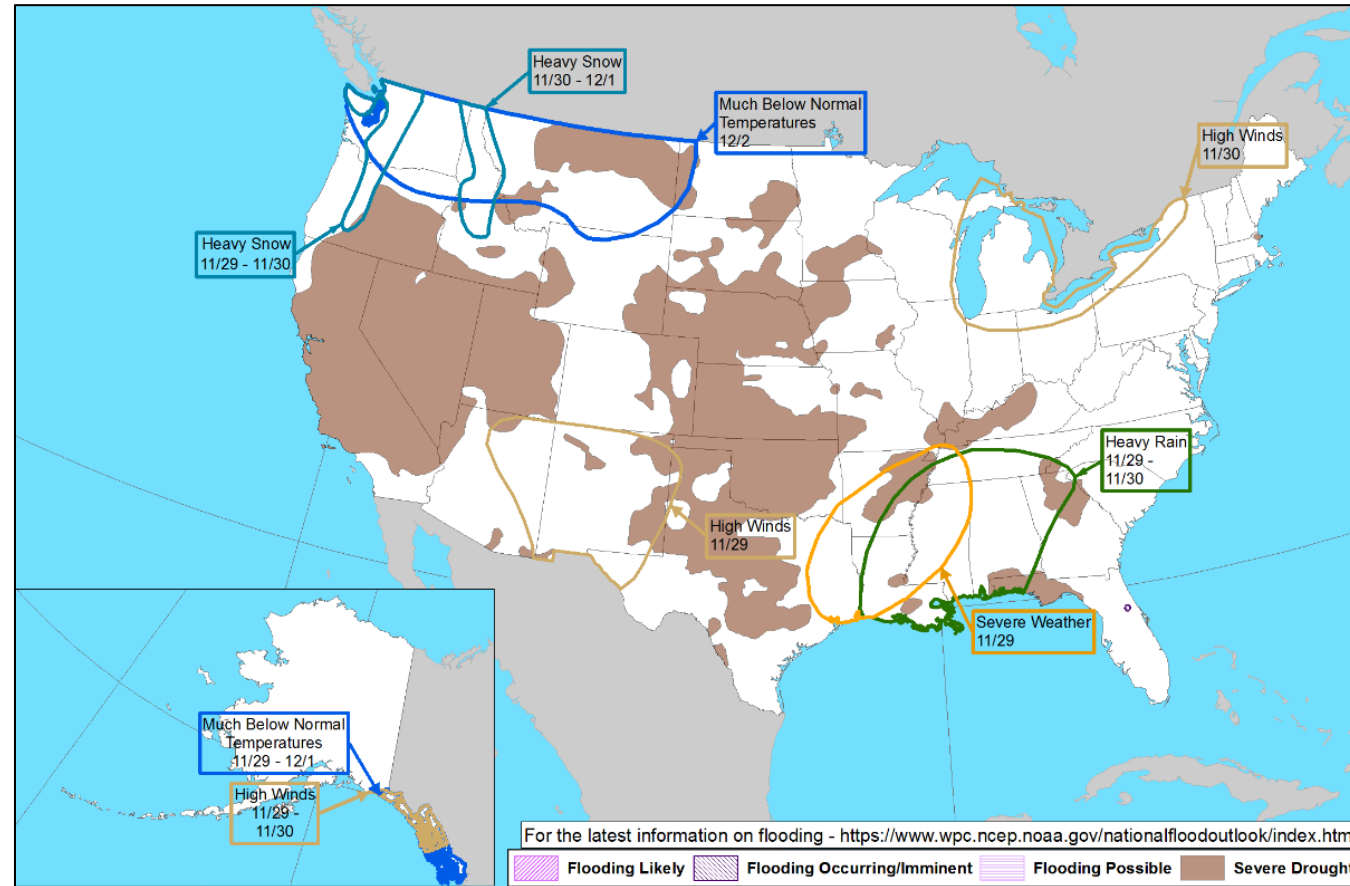 Heavy Snow
11/30 - 12/1
Much Below Normal
Temperatures
12/2
High Winds
11/30
Heavy Snow
11/29 - 11/30
Heavy Rain
11/29 -
11/30
High Winds
11/29
Severe Weather
11/29
Much Below Normal
Temperatures
11/29 - 12/1
High Winds
11/29 -
11/30
For the latest information on flooding - https://www.wpc.ncep.noaa.gov/nationalfloodoutlook/index.htm
Flooding Likely Flooding Occurring/Imminent Flooding Possible Severe Drought